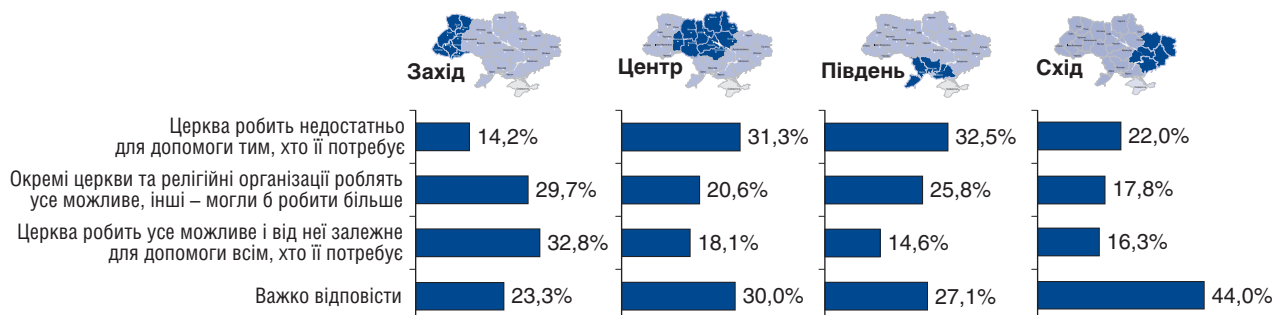 Захід
Центр
Південь
Схід
Церква робить недостатньо
для допомоги тим, хто її потребує
14,2%
31,3%
32,5%
22,0%
Окремі церкви та релігійні організації роблять
усе можливе, інші – могли б робити більше
29,7%
20,6%
25,8%
17,8%
Церква робить усе можливе і від неї залежне
для допомоги всім, хто її потребує
32,8%
18,1%
14,6%
16,3%
Важко відповісти
23,3%
30,0%
27,1%
44,0%